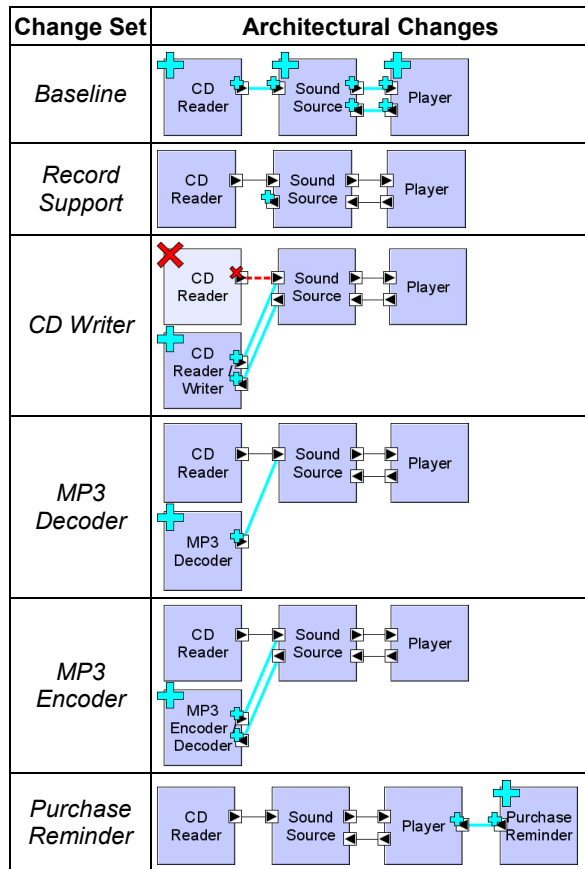 Change Set
Architectural Changes
Baseline
CD
Reader
Sound
Source
Player
Record
Support
CD
Reader
Sound
Source
Player
CD Writer
CD
Reader
Sound
Source
Player
CD
Reader /
Writer
MP3
Decoder
CD
Reader
Sound
Source
Player
MP3
Decoder
MP3
Encoder
CD
Reader
Sound
Source
Player
MP3
Encoder /
Decoder
Purchase
Reminder
CD
Reader
Sound
Source
Player
Purchase
Reminder